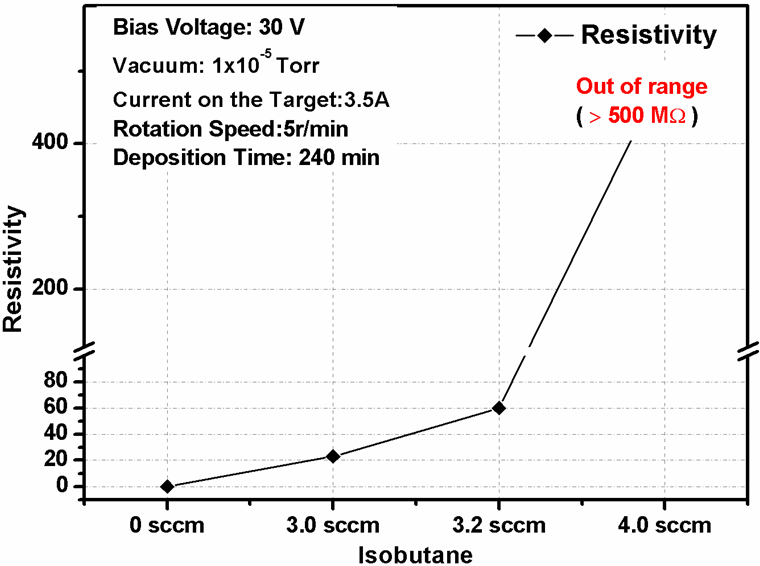 Bias Voltage: 30 V
Vacuum: 1x10⁻⁵ Torr
Current on the Target:3.5A
Rotation Speed:5r/min
Deposition Time: 240 min
Resistivity
Out of range
( > 500 MΩ )
Resistivity
400
200
80
60
40
20
0
0 sccm 3.0 sccm 3.2 sccm 4.0 sccm
Isobutane